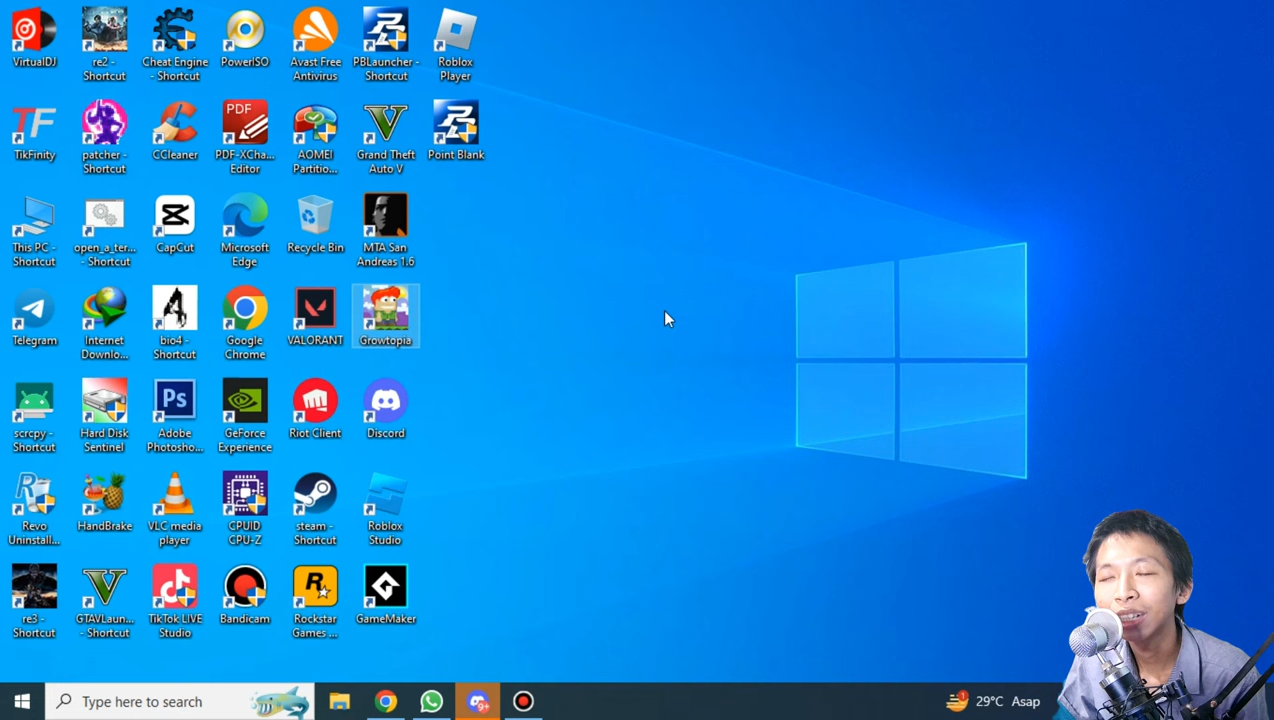 VirtualDJ
re2 -
Shortcut
Cheat Engine
- Shortcut
PowerISO
Avast Free
Antivirus
PBLauncher -
Shortcut
Roblox
Player
TikFinity
patcher -
Shortcut
CCleaner
PDF
PDF-XCha...
Editor
AOMEI
Partitio...
Grand Theft
Auto V
Point Blank
This PC -
Shortcut
open_a_ter...
- Shortcut
CapCut
Microsoft
Edge
Recycle Bin
MTA San
Andreas 1.6
Telegram
Internet
Downlo...
bio4 -
Shortcut
Google
Chrome
VALORANT
Growtopia
scrcpy -
Shortcut
Hard Disk
Sentinel
Ps
Adobe
Photosho...
GeForce
Experience
Riot Client
Discord
Revo
Uninstall...
HandBrake
VLC media
player
CPUID
CPU-Z
steam -
Shortcut
Roblox
Studio
re3 -
Shortcut
GTAVLaun...
- Shortcut
TikTok LIVE
Studio
Bandicam
Rockstar
Games ...
GameMaker
Type here to search
9+
1
29°C Asap